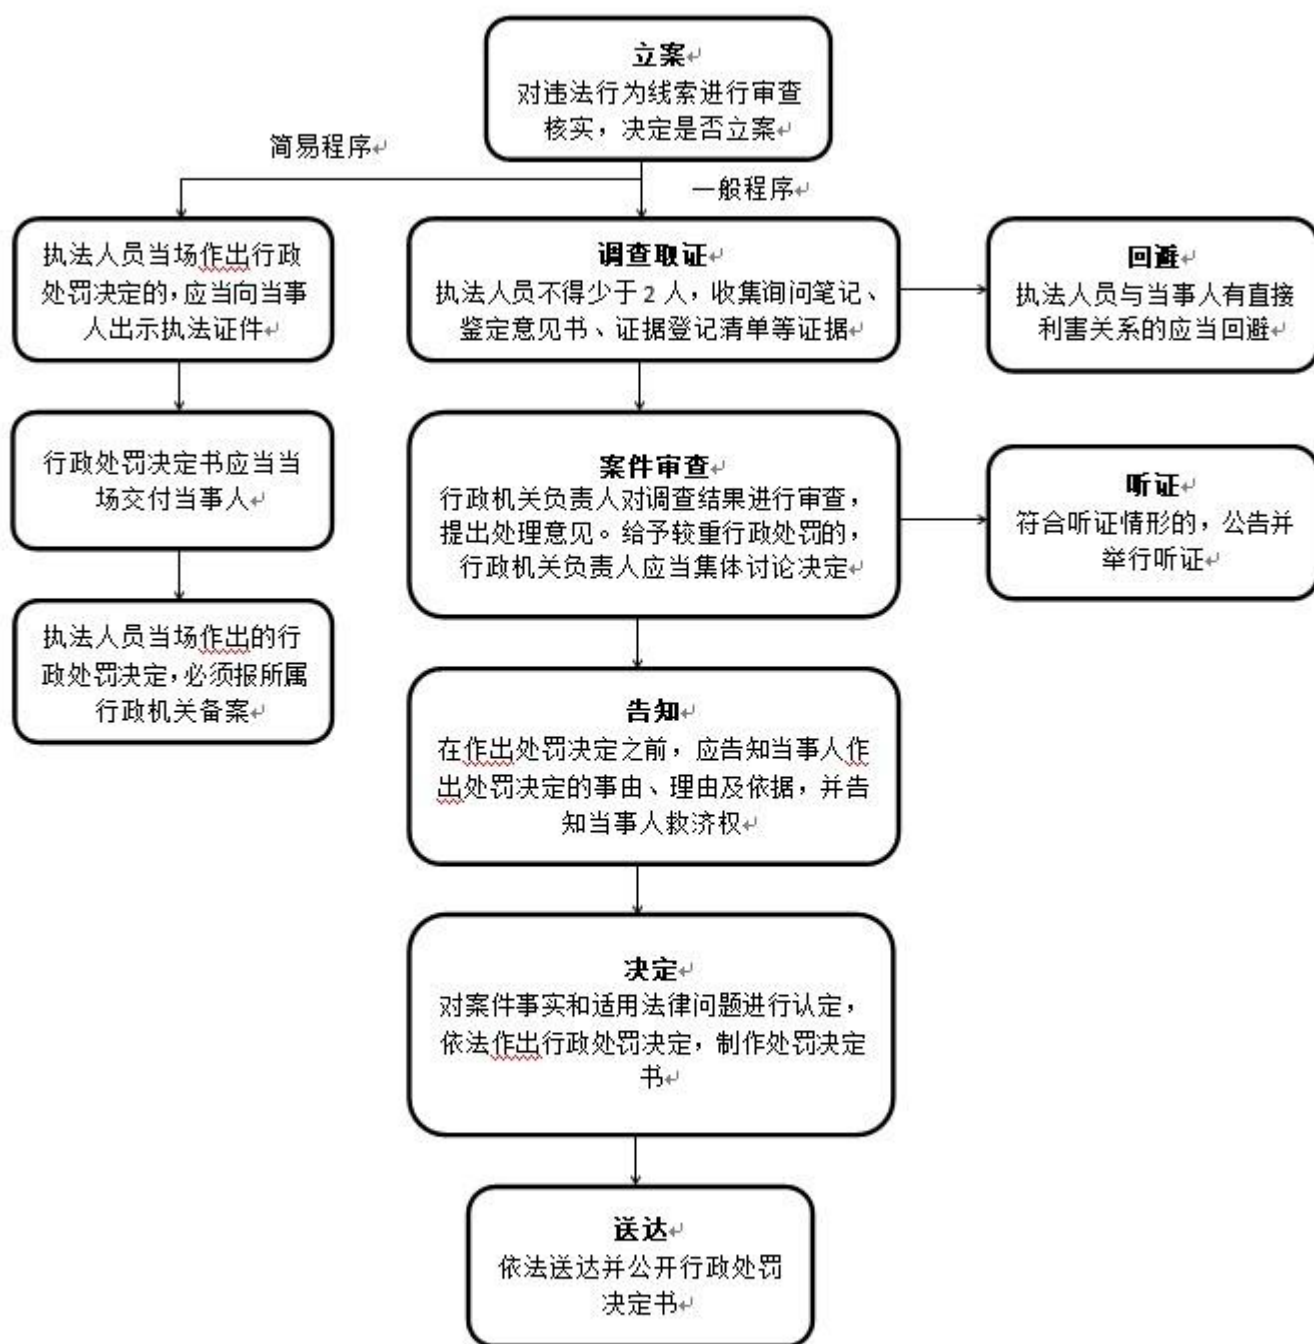 立案
对违法行为线索进行审查
核实，决定是否立案
简易程序
一般程序
执法人员当场作出行政
处罚决定的，应当向当事
人出示执法证件
调查取证
执法人员不得少于 2 人，收集询问笔记、
鉴定意见书、证据登记清单等证据
回避
执法人员与当事人有直接
利害关系的应当回避
行政处罚决定书应当当
场交付当事人
案件审查
行政机关负责人对调查结果进行审查，
提出处理意见。给予较重行政处罚的，
行政机关负责人应当集体讨论决定
听证
符合听证情形的，公告并
举行听证
执法人员当场作出的行
政处罚决定，必须报所属
行政机关备案
告知
在作出处罚决定之前，应告知当事人作
出处罚决定的事由、理由及依据，并告
知当事人救济权
决定
对案件事实和适用法律问题进行认定，
依法作出行政处罚决定，制作处罚决定
书
送达
依法送达并公开行政处罚
决定书